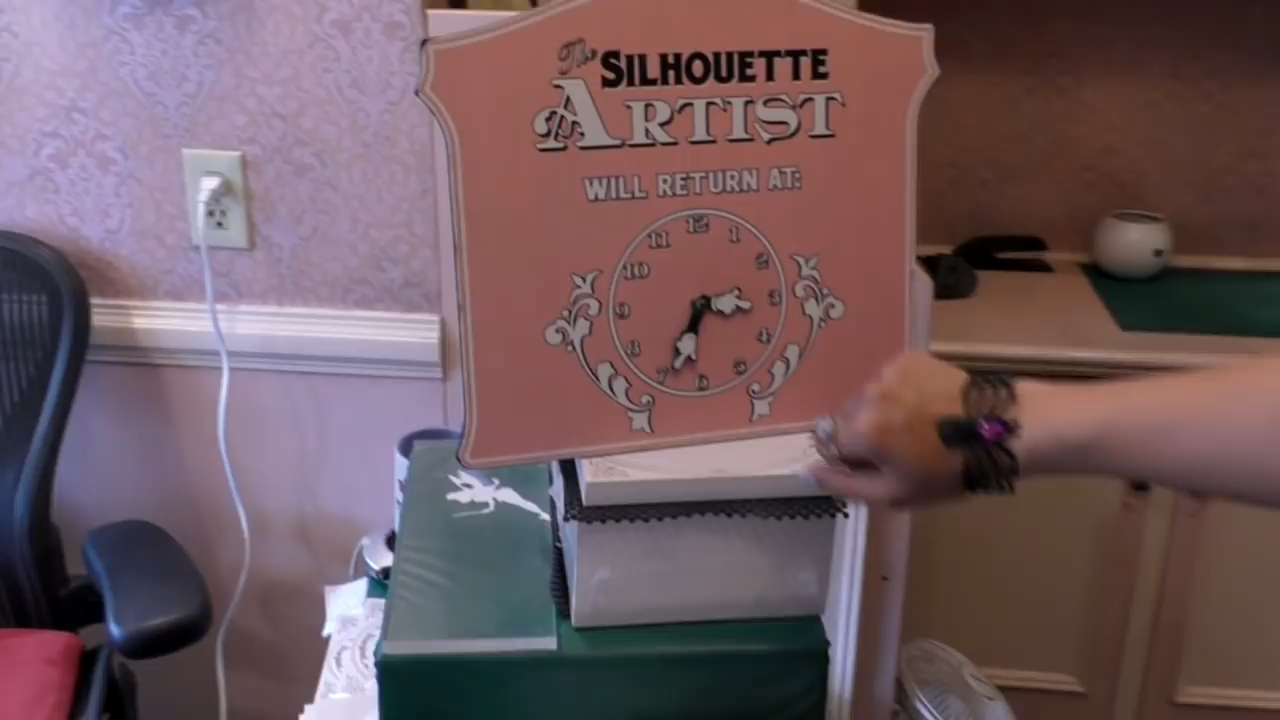 The SILHOUETTE
ARTIST
WILL RETURN AT:
12
11 1
10 2
9 3
8 4
7 5
6